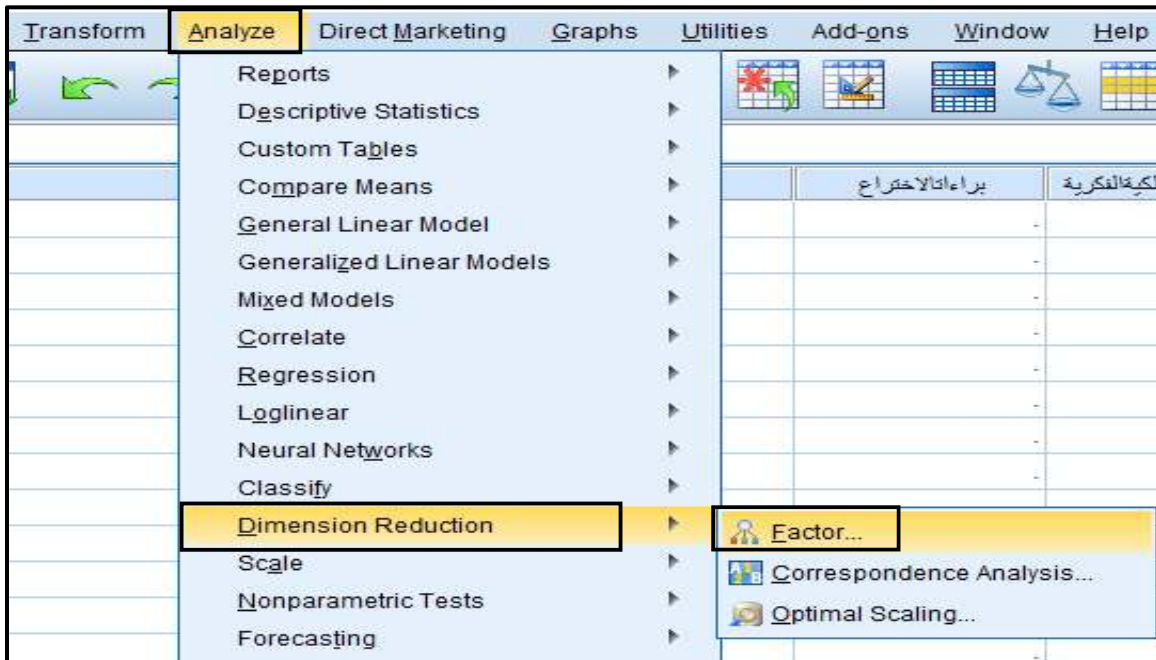 Transform Analyze Direct Marketing Graphs Utilities Add-ons Window Help
Reports
Descriptive Statistics
Custom Tables
Compare Means
براءاتالاختراع
لكيةالفكرية
General Linear Model
Generalized Linear Models
Mixed Models
Correlate
Regression
Loglinear
Neural Networks
Classify
Dimension Reduction
Factor...
Scale
Correspondence Analysis...
Nonparametric Tests
Optimal Scaling...
Forecasting